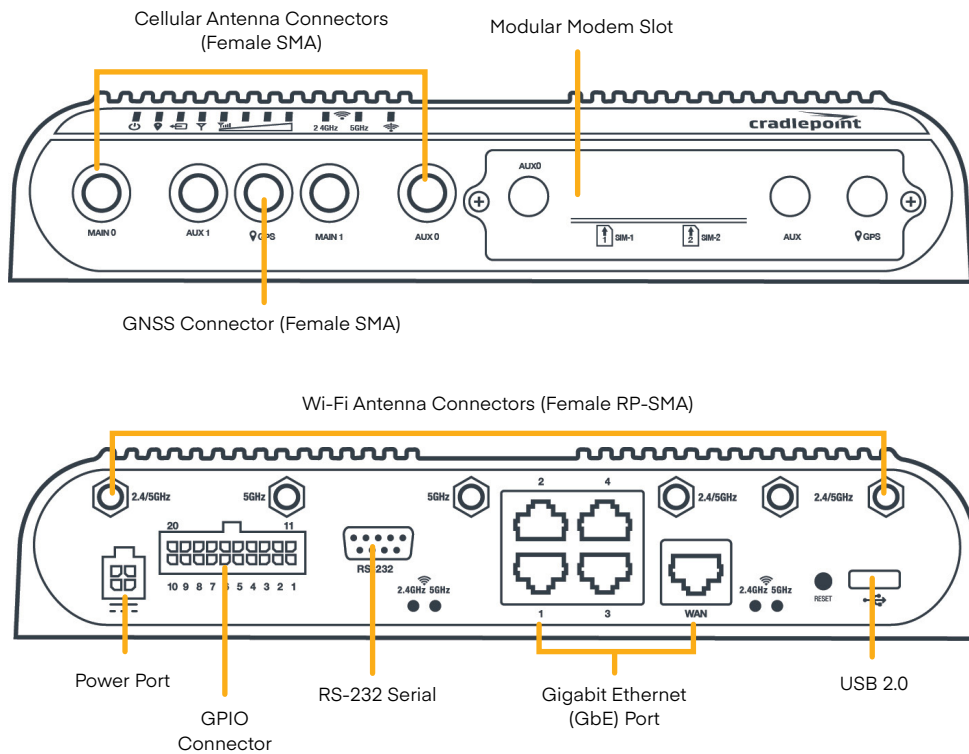 Cellular Antenna Connectors
(Female SMA)
Modular Modem Slot
2.4GHz 5GHz
cradlepoint
AUX0
MAIN 0
AUX 1
GPS
MAIN 1
AUX 0
1 SIM-1
2 SIM-2
AUX
GPS
GNSS Connector (Female SMA)
Wi-Fi Antenna Connectors (Female RP-SMA)
2.4/5GHz
5GHz
5GHz
2 4
2.4/5GHz
2.4/5GHz
20 11
10 9 8 7 6 5 4 3 2 1
RS-232
2.4GHz 5GHz
1 3
WAN
2.4GHz 5GHz
RESET
Power Port
GPIO
Connector
RS-232 Serial
Gigabit Ethernet
(GbE) Port
USB 2.0